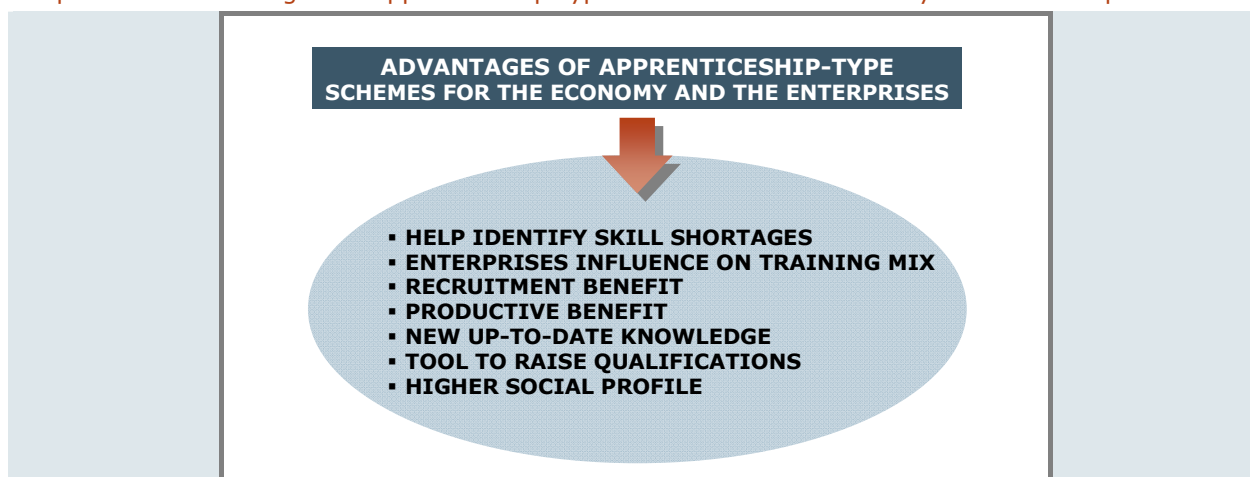 ADVANTAGES OF APPRENTICESHIP-TYPE
SCHEMES FOR THE ECONOMY AND THE ENTERPRISES
▪ HELP IDENTIFY SKILL SHORTAGES
▪ ENTERPRISES INFLUENCE ON TRAINING MIX
▪ RECRUITMENT BENEFIT
▪ PRODUCTIVE BENEFIT
▪ NEW UP-TO-DATE KNOWLEDGE
▪ TOOL TO RAISE QUALIFICATIONS
▪ HIGHER SOCIAL PROFILE